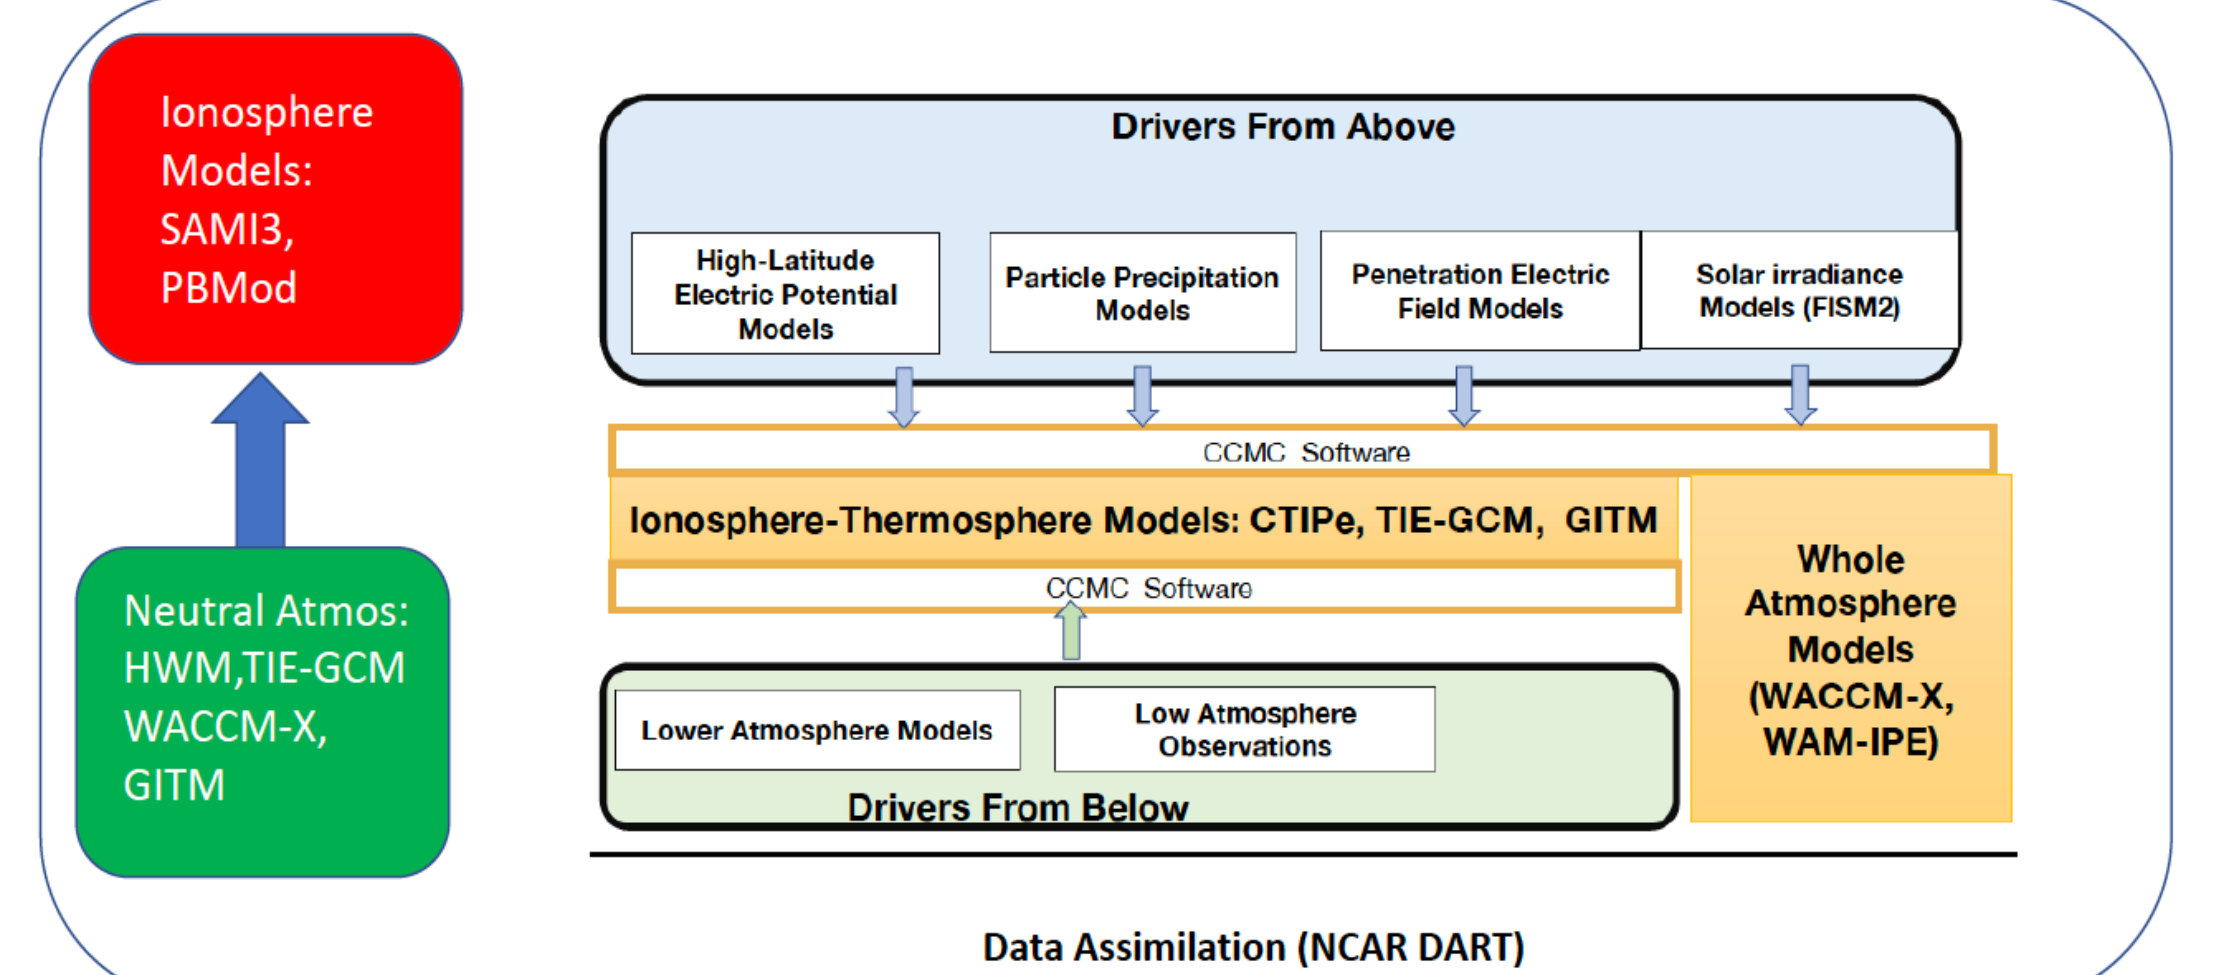 Ionosphere
Models:
SAMI3,
PBMod
Neutral Atmos:
HWM,TIE-GCM
WACCM-X,
GITM
Drivers From Above
High-Latitude
Electric Potential
Models
Particle Precipitation
Models
Penetration Electric
Field Models
Solar irradiance
Models (FISM2)
CCMC Software
Ionosphere-Thermosphere Models: CTIPe, TIE-GCM, GITM
CCMC Software
Whole
Atmosphere
Models
(WACCM-X,
WAM-IPE)
Lower Atmosphere Models
Low Atmosphere
Observations
Drivers From Below
Data Assimilation (NCAR DART)